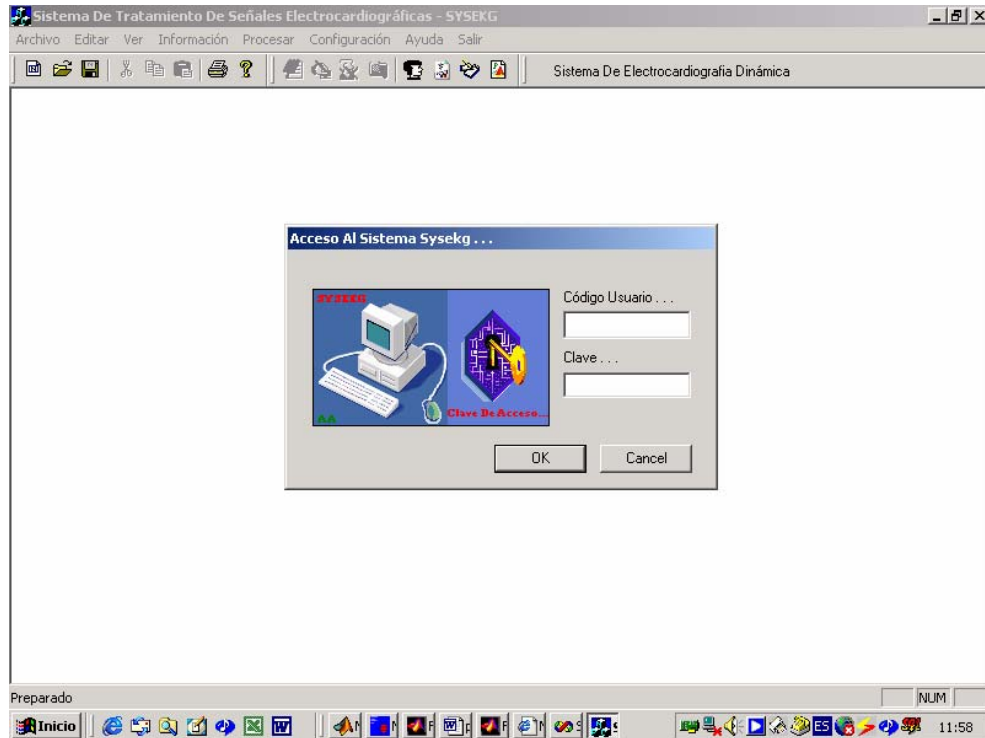 Sistema De Tratamiento De Señales Electrocardiográficas - SYSEKG
Archivo Editar Ver Información Procesar Configuración Ayuda Salir
Sistema De Electrocardiografia Dinámica
Acceso Al Sistema Sysekg . . .
SYSEKG
Código Usuario . . .
Clave . . .
AA
Clave De Acceso...
OK
Cancel
Preparado
NUM
Inicio
ES
11:58